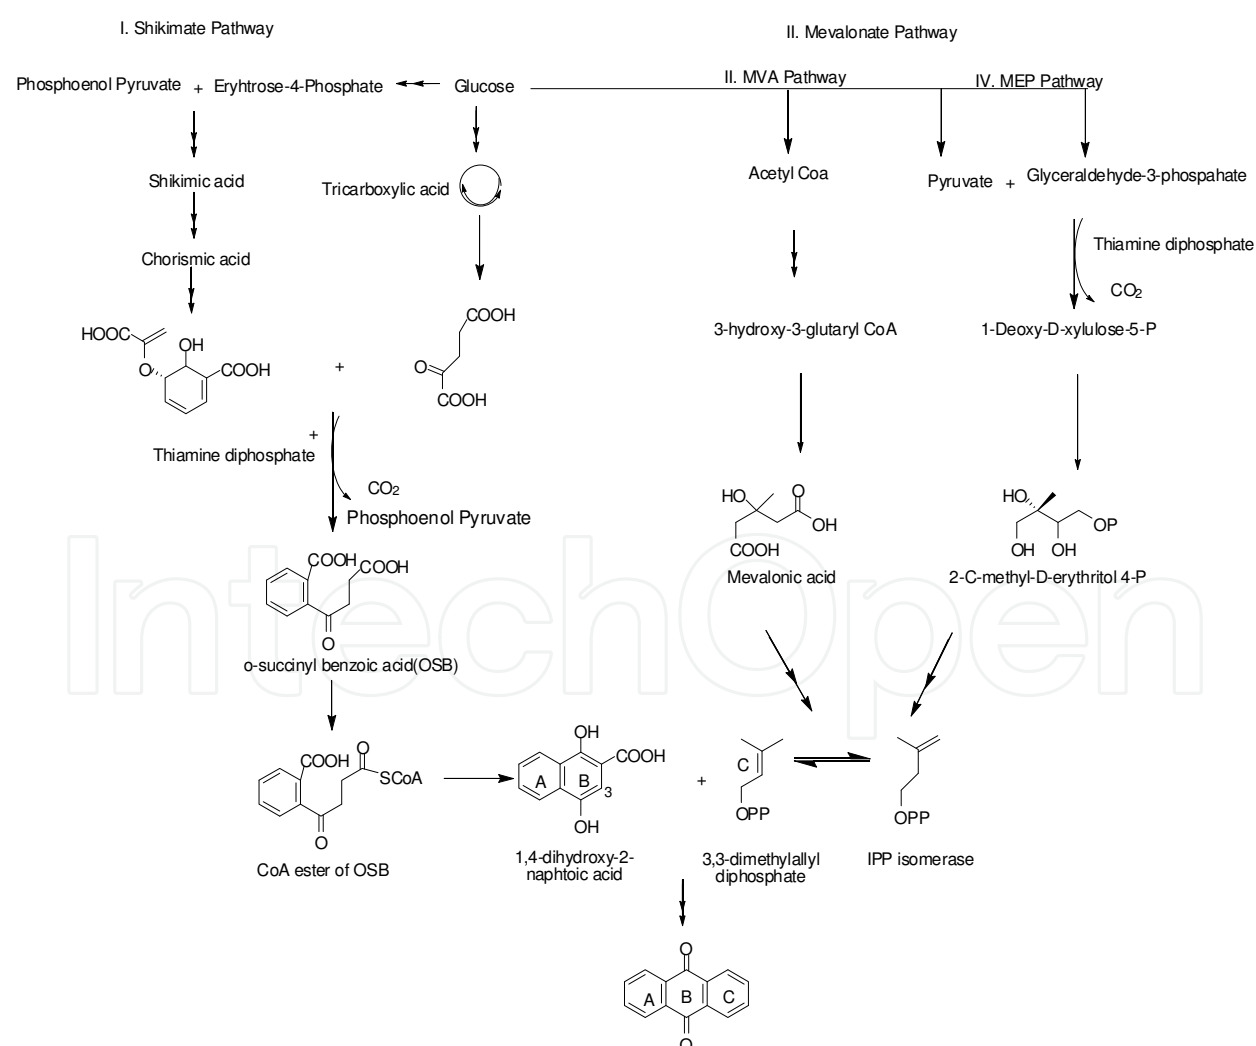 I. Shikimate Pathway
II. Mevalonate Pathway
II. MVA Pathway
IV. MEP Pathway
Phosphoenol Pyruvate + Eryhtrose-4-Phosphate
Glucose
Shikimic acid
Tricarboxylic acid
Acetyl Coa
Pyruvate + Glyceraldehyde-3-phospahate
Chorismic acid
Thiamine diphosphate
CO2
HOOC
OH
O
COOH
+
COOH
O
COOH
3-hydroxy-3-glutaryl CoA
1-Deoxy-D-xylulose-5-P
+
Thiamine diphosphate
CO2
Phosphoenol Pyruvate
HO
O
OH
COOH
Mevalonic acid
HO
OP
OH
OH
2-C-methyl-D-erythritol 4-P
COOH
COOH
O
o-succinyl benzoic acid(OSB)
IntechOpen
COOH
O
SCoA
O
CoA ester of OSB
OH
COOH
A
B
3
OH
1,4-dihydroxy-2-
naphtoic acid
+
C
OPP
3,3-dimethylallyl
diphosphate
OPP
IPP isomerase
O
A
B
C
O